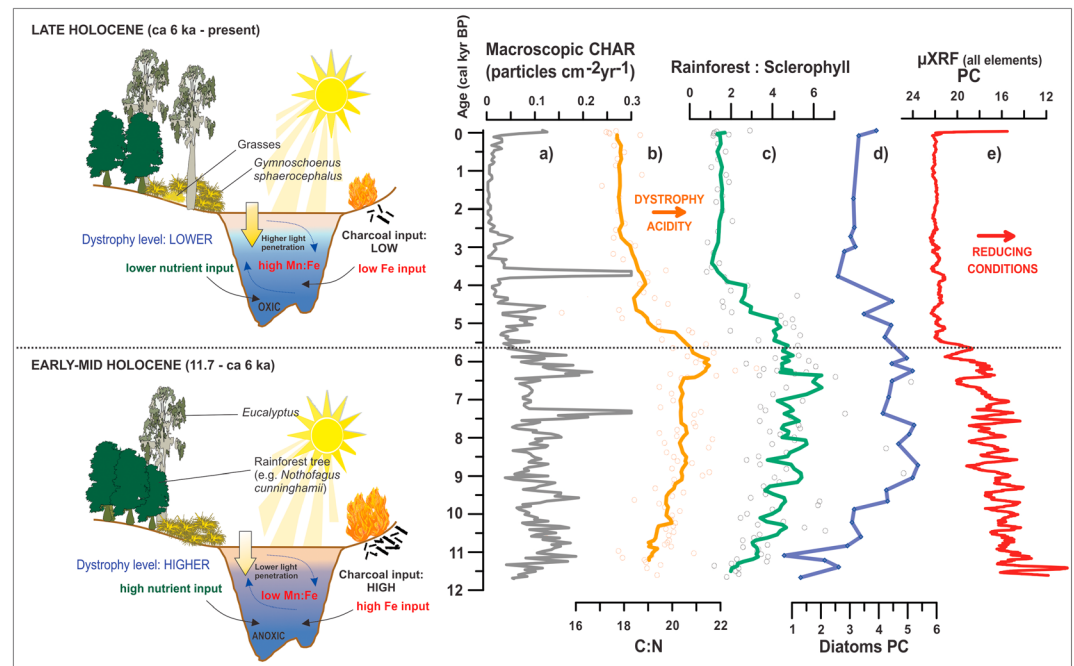 LATE HOLOCENE (ca 6 ka - present)
Grasses
Gymnoschoenus
sphaerocephalus
Dystrophy level: LOWER
Higher light
penetration
Charcoal input:
LOW
lower nutrient input
high Mn:Fe
low Fe input
OXIC
EARLY-MID HOLOCENE (11.7 - ca 6 ka)
Eucalyptus
Rainforest tree
(e.g. Nothofagus
cunninghamii)
Dystrophy level: HIGHER
Lower light
penetration
Charcoal input:
HIGH
high nutrient input
low Mn:Fe
high Fe input
ANOXIC
Age (cal kyr BP)
0
1
2
3
4
5
6
7
8
9
10
11
12
Macroscopic CHAR
(particles cm-2yr-1)
0 0.1 0.2 0.3
a)
b)
DYSTROPHY
ACIDITY
16 18 20 22
C:N
Rainforest : Sclerophyll
0 2 4 6
c)
d)
1 2 3 4 5 6
Diatoms PC
µXRF (all elements)
PC
24 20 16 12
e)
REDUCING
CONDITIONS